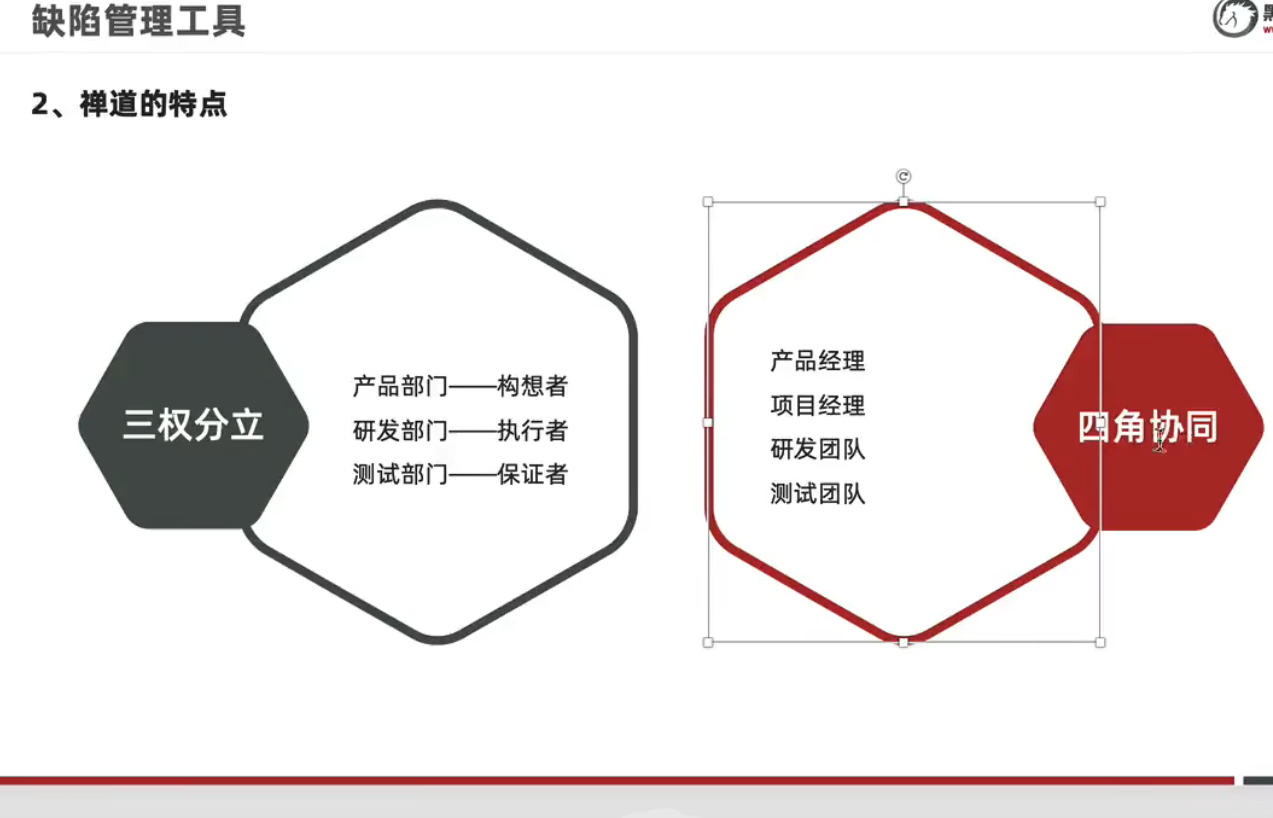 缺陷管理工具
2、禅道的特点
三权分立
产品部门——构想者
研发部门——执行者
测试部门——保证者
产品经理
项目经理
研发团队
测试团队
四角协同